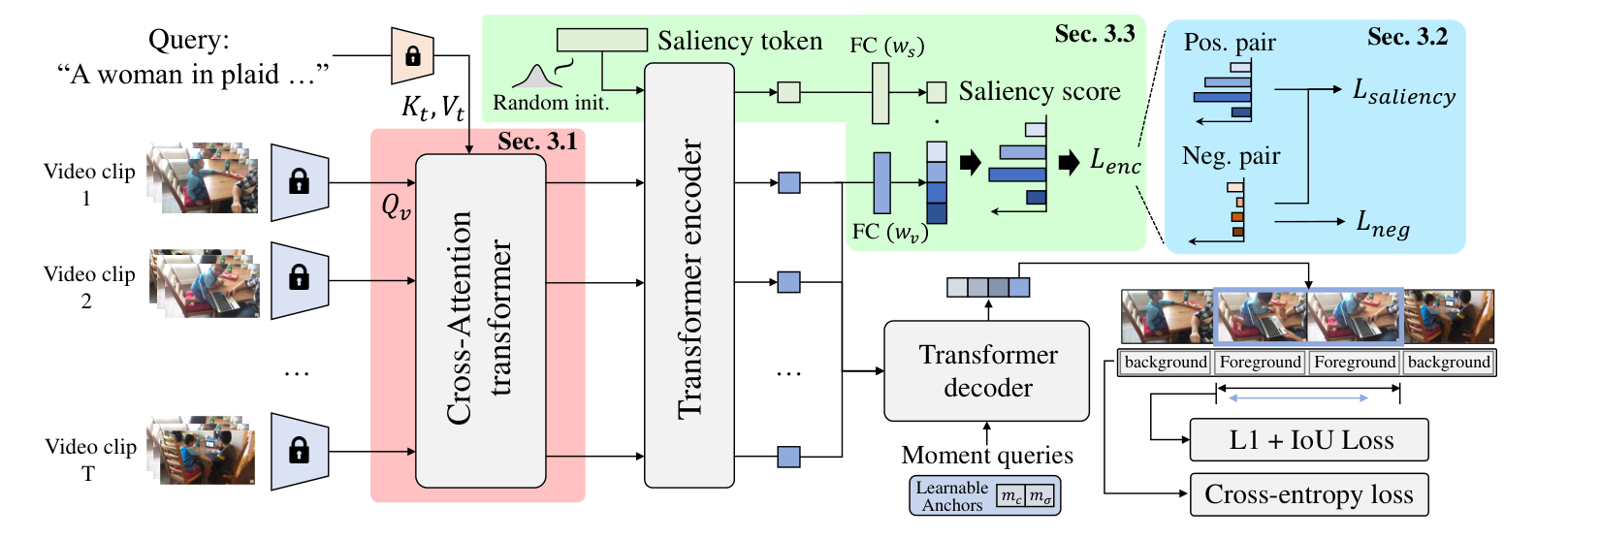 Query:
“A woman in plaid …”
K_t, V_t
Saliency token
Random init.
FC (w_s)
Saliency score
Sec. 3.3
L_enc
FC (w_v)
Pos. pair
Sec. 3.2
L_saliency
Neg. pair
L_neg
Sec. 3.1
Video clip
1
Q_v
Video clip
2
...
Video clip
T
Cross-Attention
transformer
Transformer encoder
...
Transformer
decoder
Moment queries
Learnable
Anchors
m_c m_σ
background Foreground Foreground background
L1 + IoU Loss
Cross-entropy loss